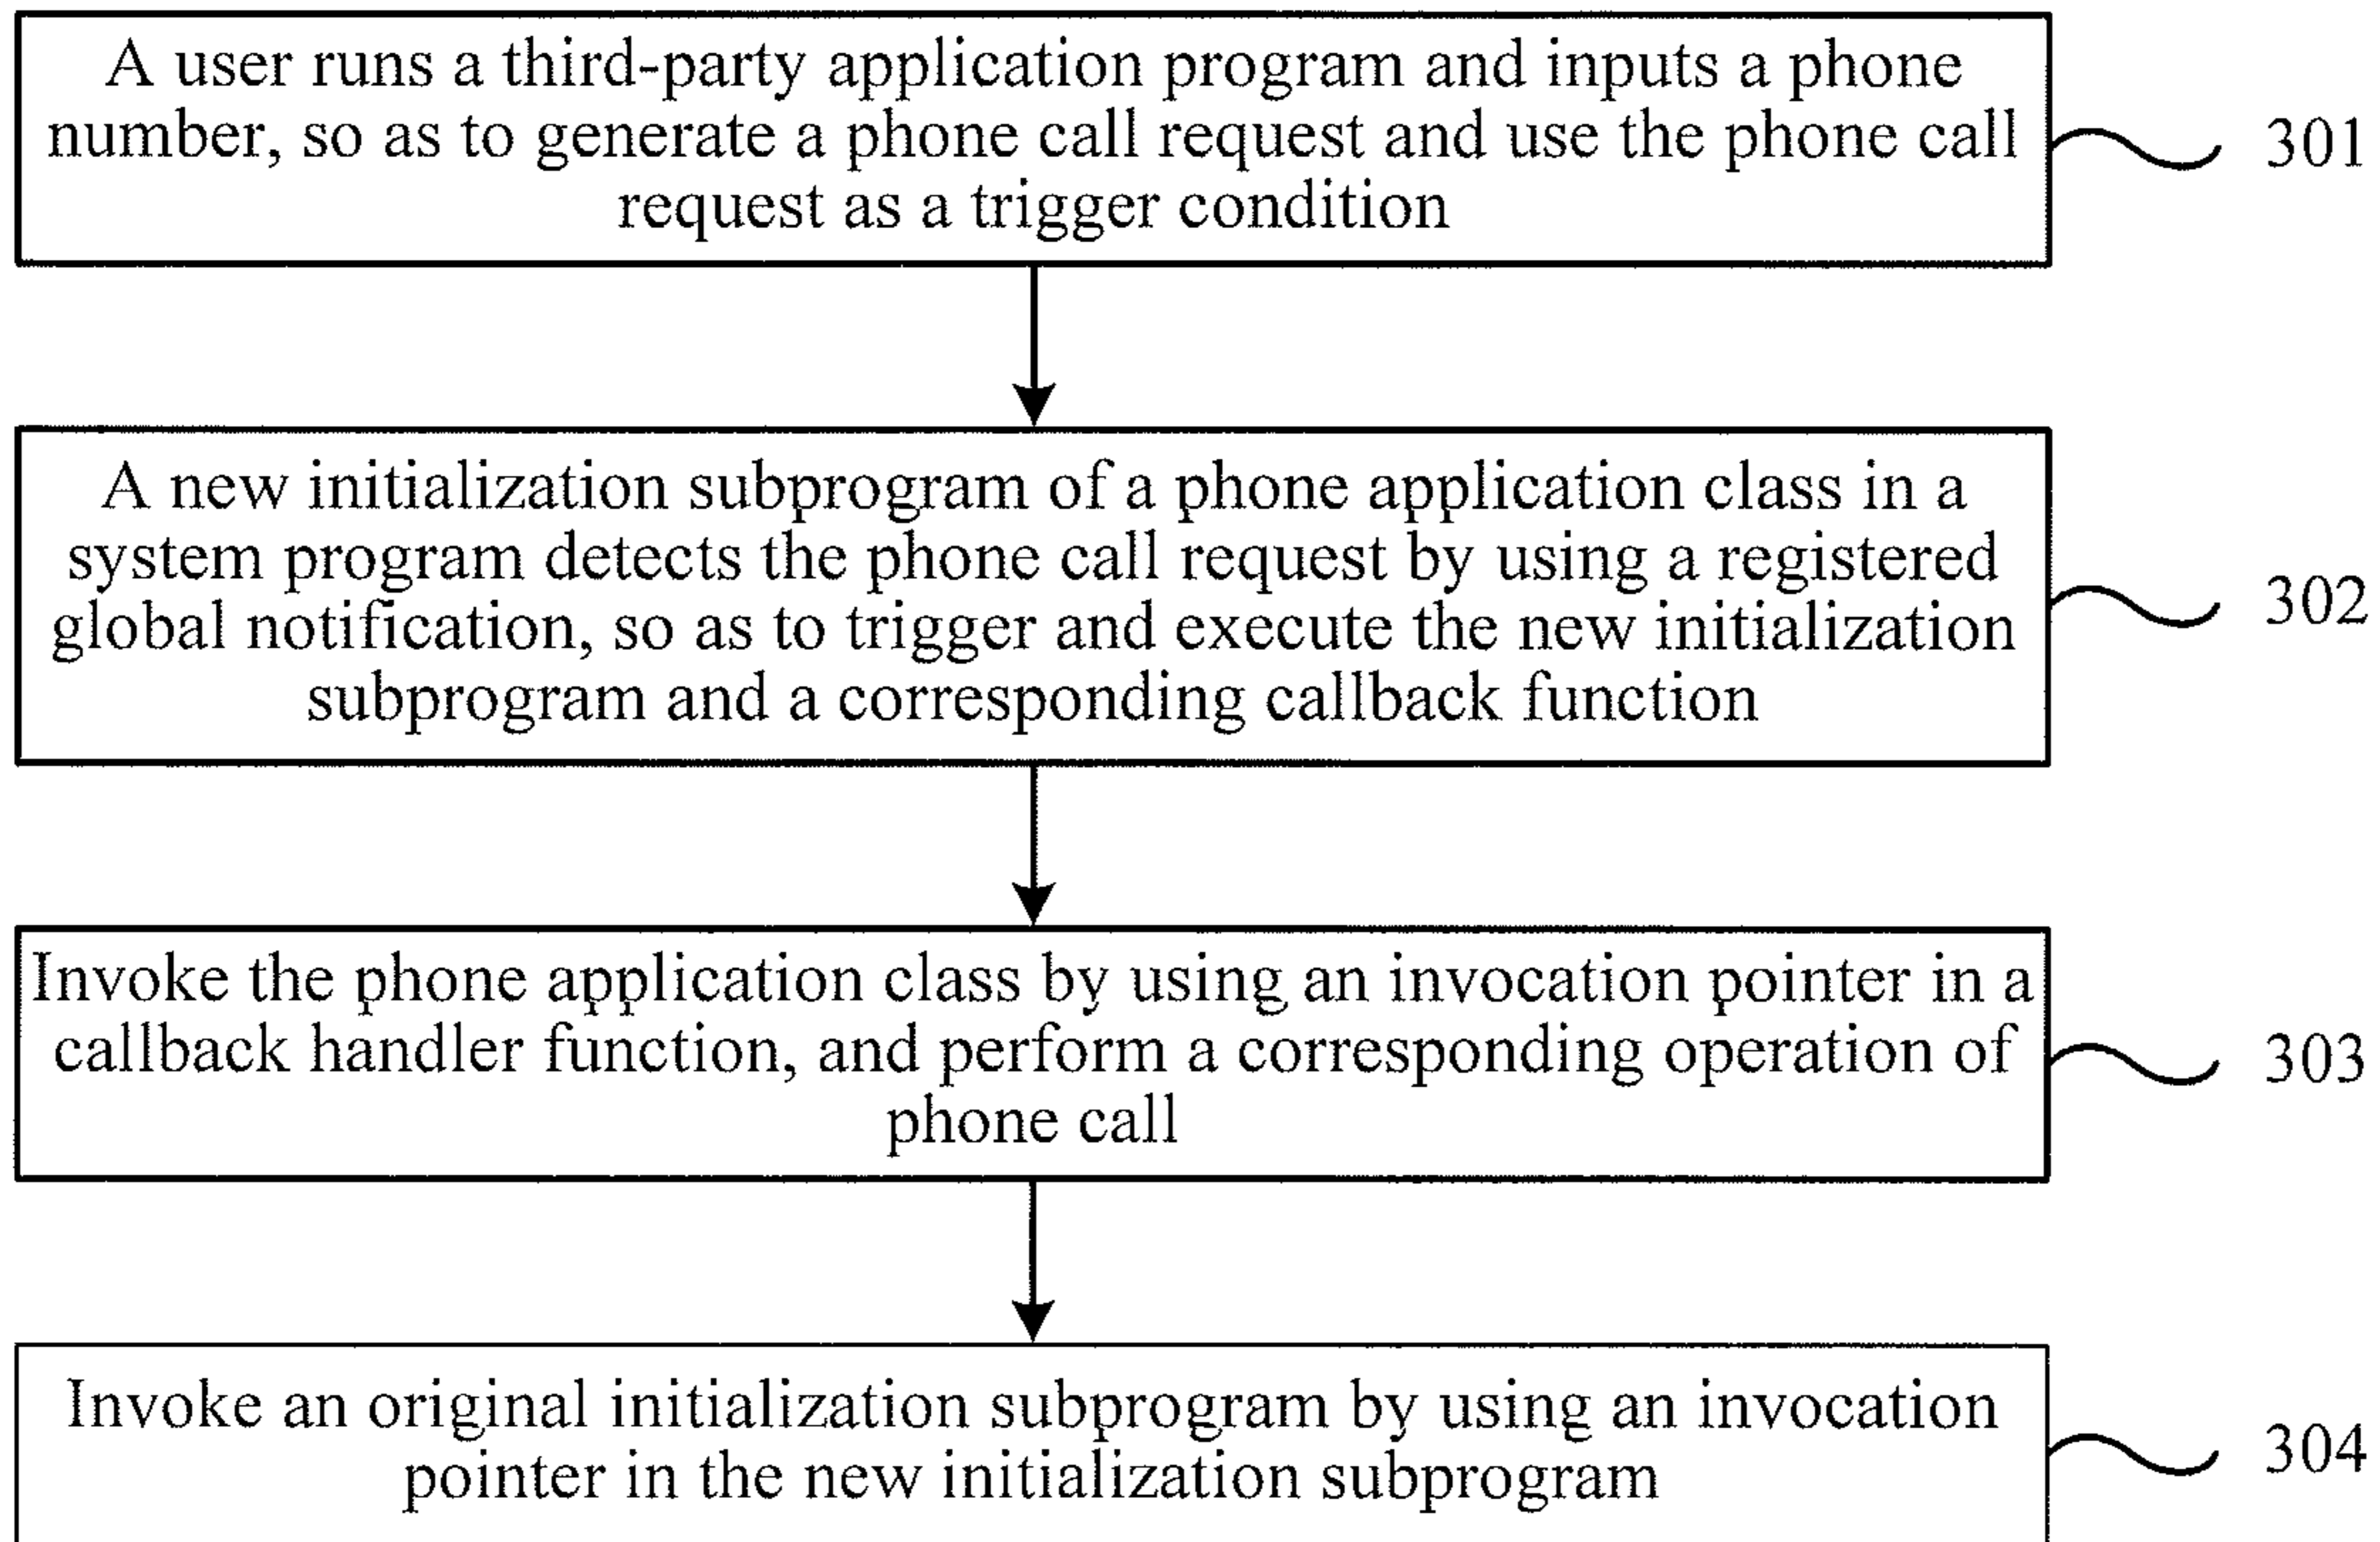 A user runs a third-party application program and inputs a phone
number, so as to generate a phone call request and use the phone call
request as a trigger condition
301
A new initialization subprogram of a phone application class in a
system program detects the phone call request by using a registered
global notification, so as to trigger and execute the new initialization
subprogram and a corresponding callback function
302
Invoke the phone application class by using an invocation pointer in a
callback handler function, and perform a corresponding operation of
phone call
303
Invoke an original initialization subprogram by using an invocation
pointer in the new initialization subprogram
304